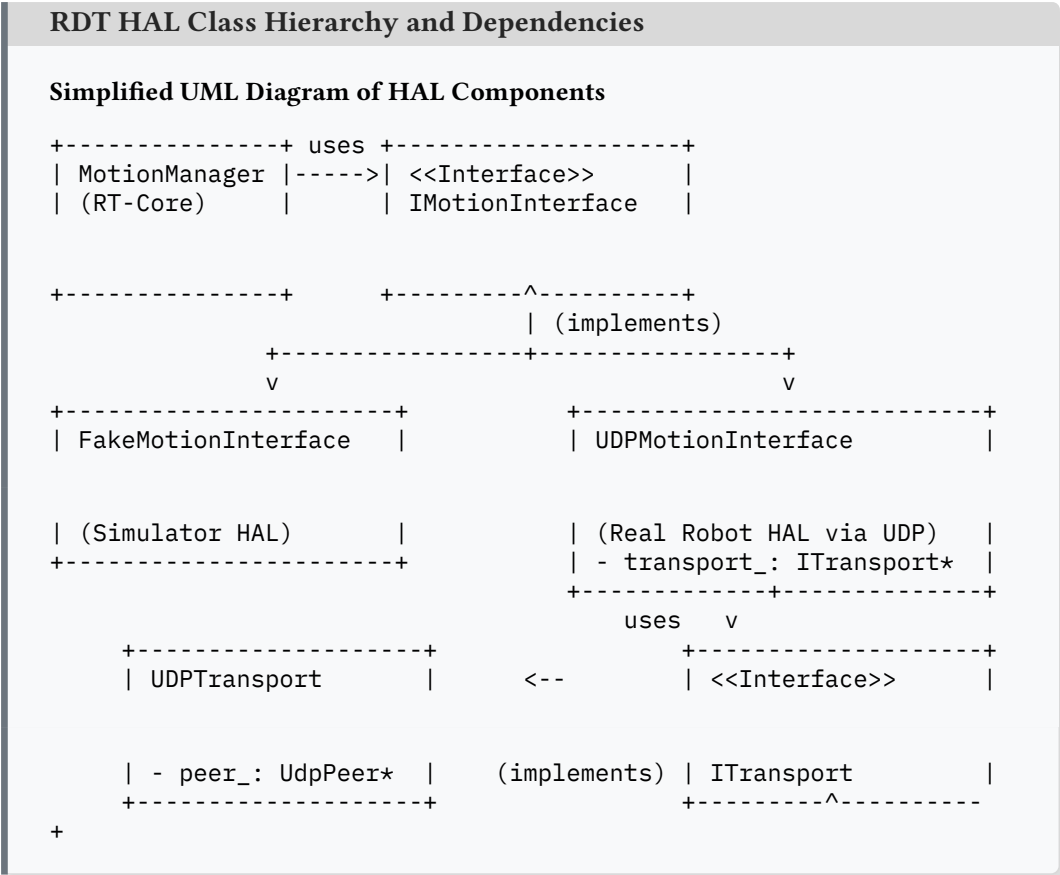 RDT HAL Class Hierarchy and Dependencies
Simplified UML Diagram of HAL Components
+---------------+ uses +---------------------+
| MotionManager |----->| <<Interface>>       |
| (RT-Core)     |      | IMotionInterface    |
+---------------+      +---------^----------+
                                 | (implements)
               +-----------------+-----------------+
               v                                   v
+-----------------------+           +----------------------------+
| FakeMotionInterface   |           | UDPMotionInterface         |
| (Simulator HAL)       |           | (Real Robot HAL via UDP)   |
+-----------------------+           | - transport_: ITransport*  |
                                    +-------------+--------------+
                                        uses   v
     +--------------------+                 +--------------------+
     | UDPTransport       |      <--        | <<Interface>>      |
     | - peer_: UdpPeer*  |    (implements) | ITransport         |
     +--------------------+                 +---------^----------
+